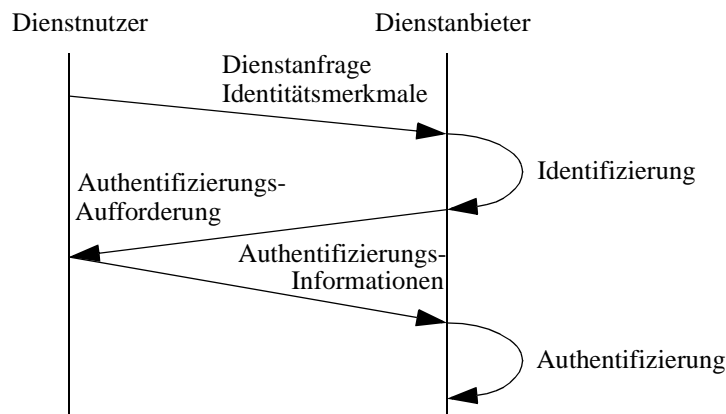 Dienstnutzer
Dienstanbieter
Dienstanfrage
Identitätsmerkmale
Identifizierung
Authentifizierungs-
Aufforderung
Authentifizierungs-
Informationen
Authentifizierung